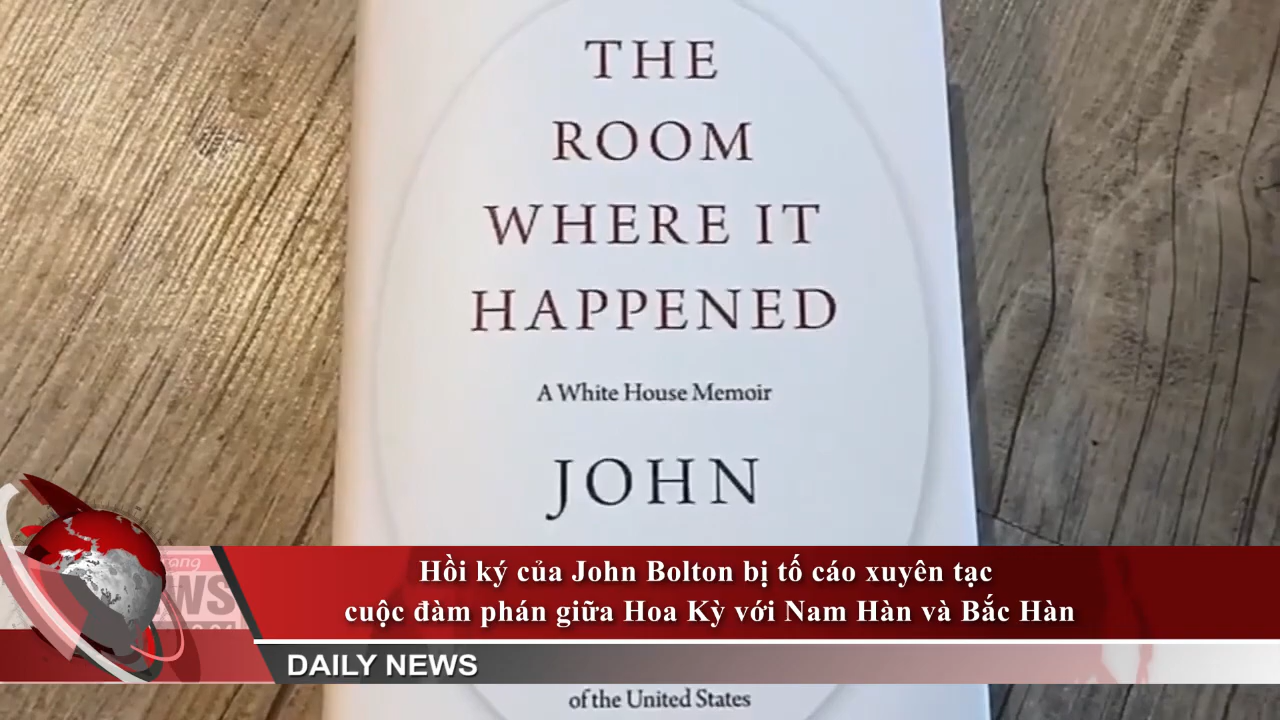 THE
ROOM
WHERE IT
HAPPENED
A White House Memoir
JOHN
Hồi ký của John Bolton bị tố cáo xuyên tạc
cuộc đàm phán giữa Hoa Kỳ với Nam Hàn và Bắc Hàn
DAILY NEWS
of the United States